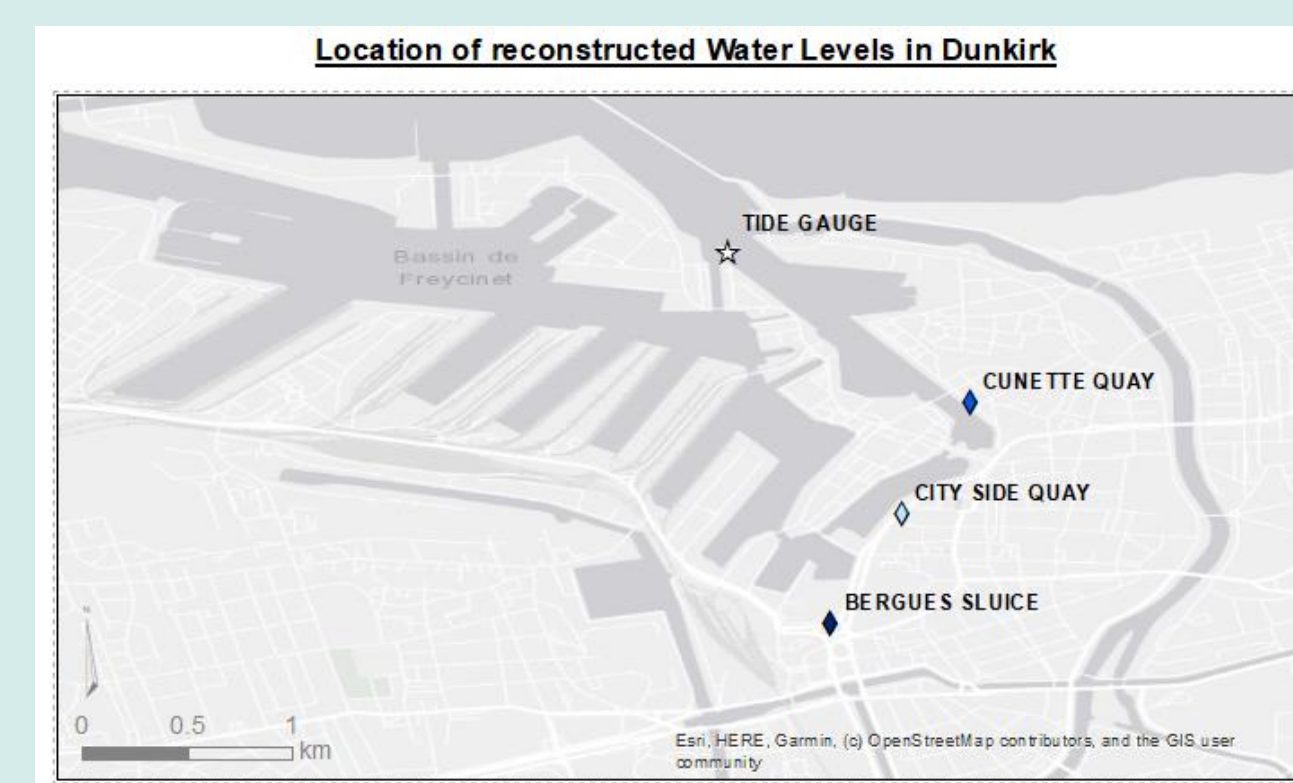 Location of reconstructed Water Levels in Dunkirk
TIDE GAUGE
Bassin de
Freycinet
CUNETTE QUAY
CITY SIDE QUAY
BERGUES SLUICE
N
0 0.5 1
km
Esri, HERE, Garmin, (c) OpenStreetMap contributors, and the GIS user
community